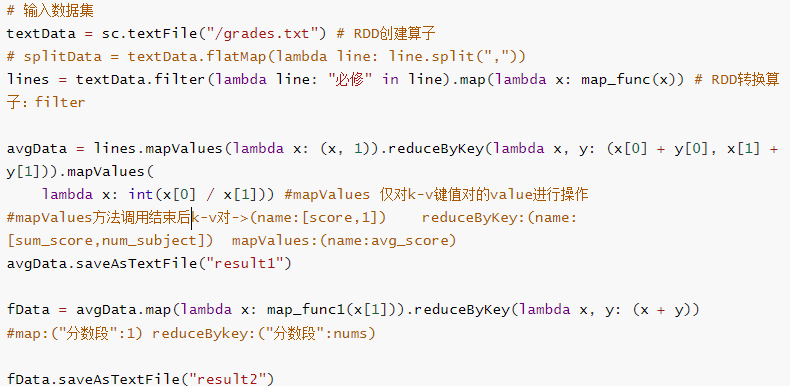 # 输入数据集
textData = sc.textFile("/grades.txt") # RDD创建算子
# splitData = textData.flatMap(lambda line: line.split(","))
lines = textData.filter(lambda line: "必修" in line).map(lambda x: map_func(x)) # RDD转换算
子：filter
avgData = lines.mapValues(lambda x: (x, 1)).reduceByKey(lambda x, y: (x[0] + y[0], x[1] +
y[1])).mapValues(
    lambda x: int(x[0] / x[1])) #mapValues 仅对k-v键值对的value进行操作
#mapValues方法调用结束后k-v对->(name:[score,1])    reduceByKey:(name:
[sum_score,num_subject])  mapValues:(name:avg_score)
avgData.saveAsTextFile("result1")
fData = avgData.map(lambda x: map_func1(x[1])).reduceByKey(lambda x, y: (x + y))
#map:("分数段":1) reduceBykey:("分数段":nums)
fData.saveAsTextFile("result2")